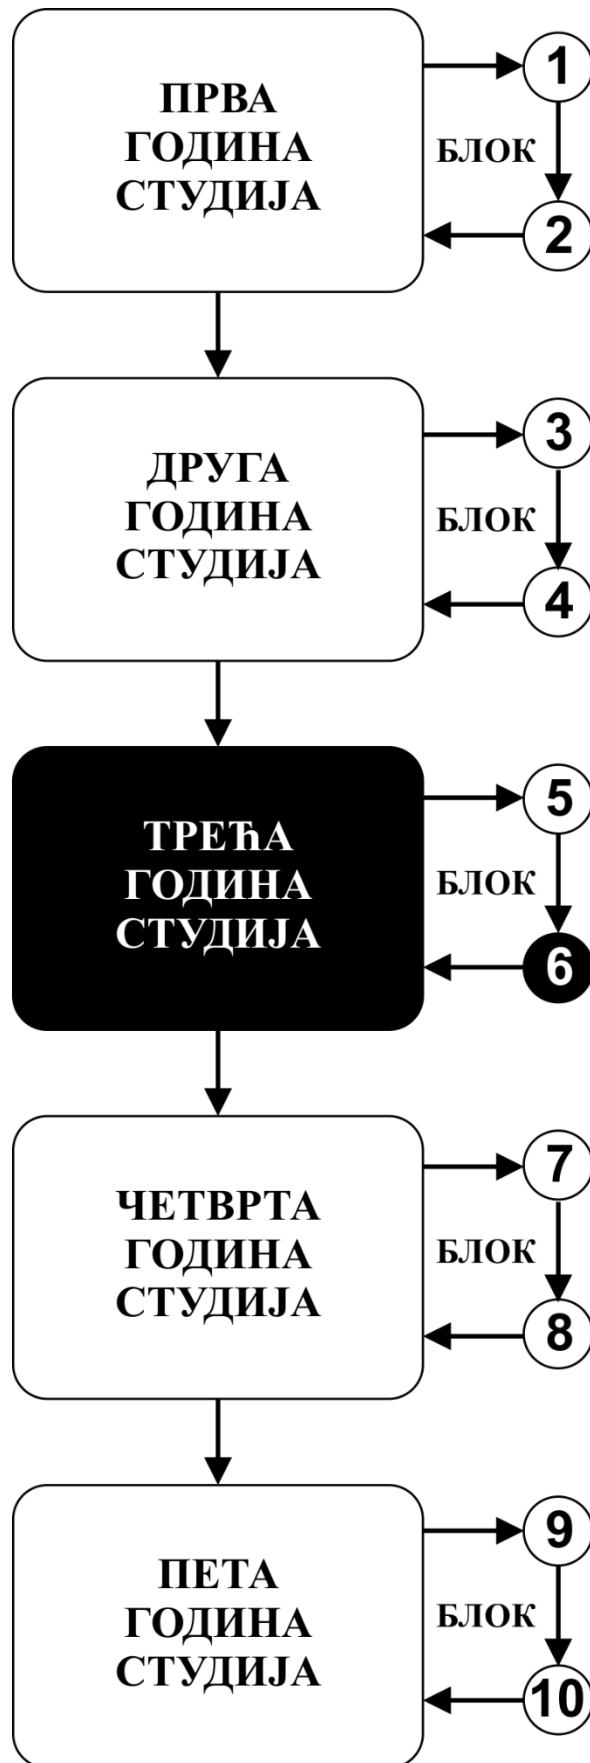 ПРВА
ГОДИНА
СТУДИЈА
1
БЛОК
2
ДРУГА
ГОДИНА
СТУДИЈА
3
БЛОК
4
ТРЕЋА
ГОДИНА
СТУДИЈА
5
БЛОК
6
ЧЕТВРТА
ГОДИНА
СТУДИЈА
7
БЛОК
8
ПЕТА
ГОДИНА
СТУДИЈА
9
БЛОК
10